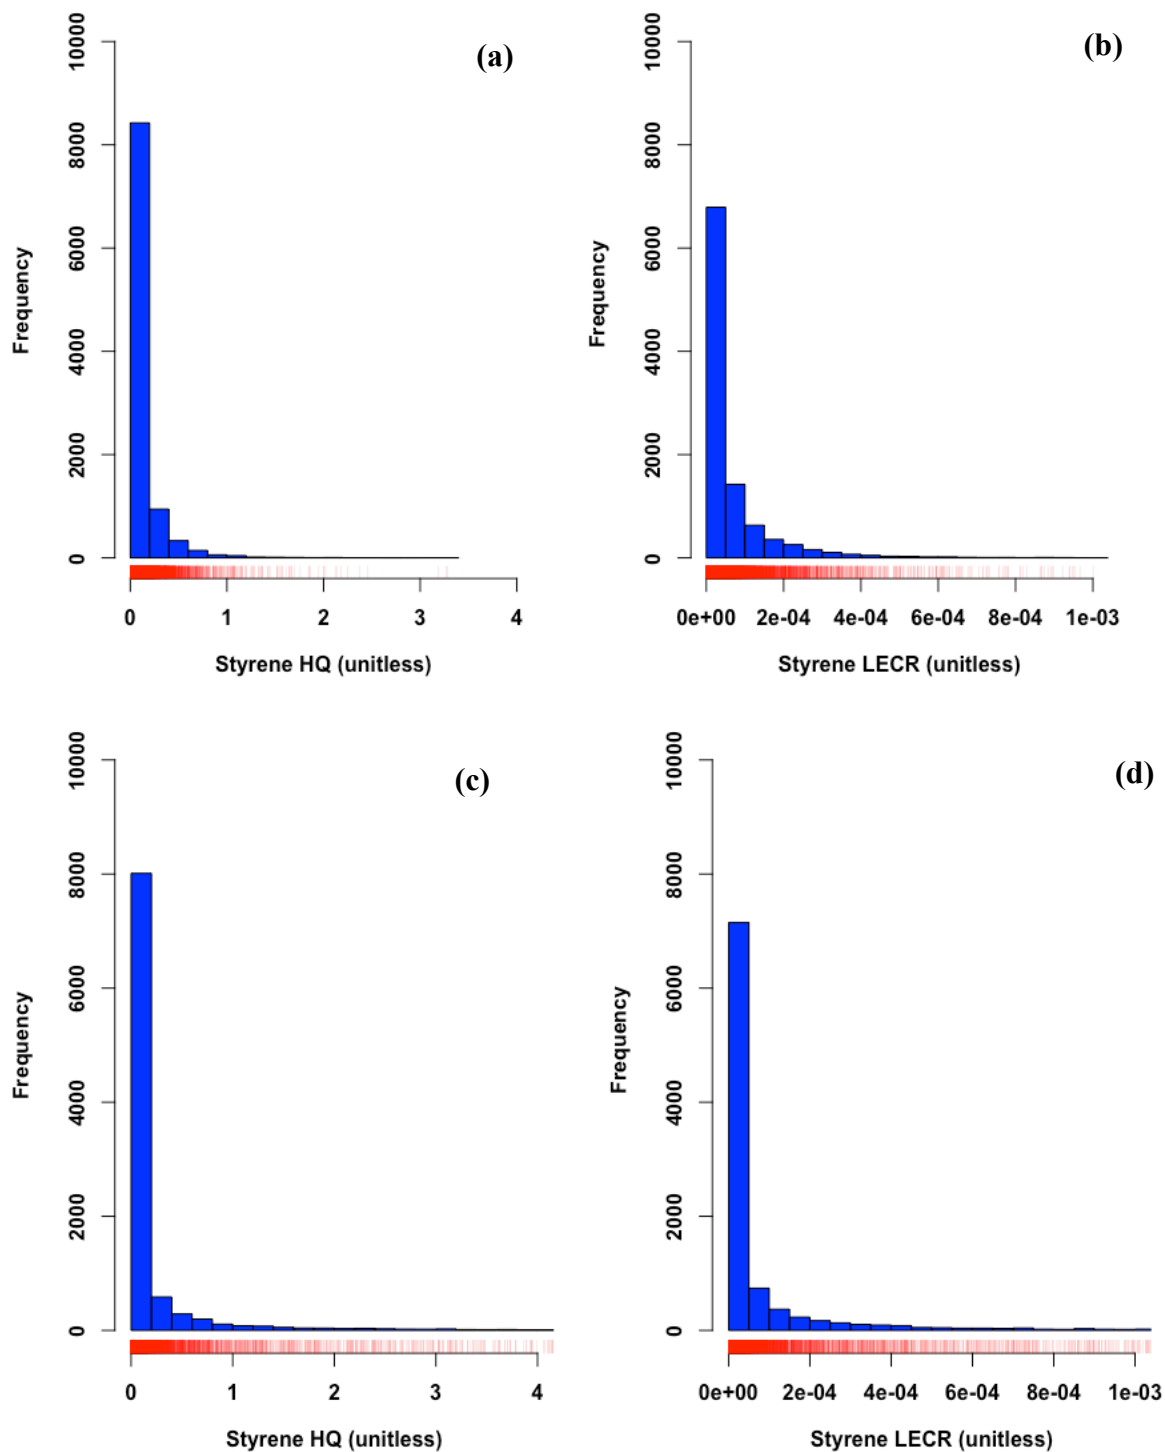 (a)
10000
8000
6000
4000
2000
0
Frequency
0 1 2 3 4
Styrene HQ (unitless)
(b)
10000
8000
6000
4000
2000
0
Frequency
0e+00 2e-04 4e-04 6e-04 8e-04 1e-03
Styrene LECR (unitless)
(c)
10000
8000
6000
4000
2000
0
Frequency
0 1 2 3 4
Styrene HQ (unitless)
(d)
10000
8000
6000
4000
2000
0
Frequency
0e+00 2e-04 4e-04 6e-04 8e-04 1e-03
Styrene LECR (unitless)